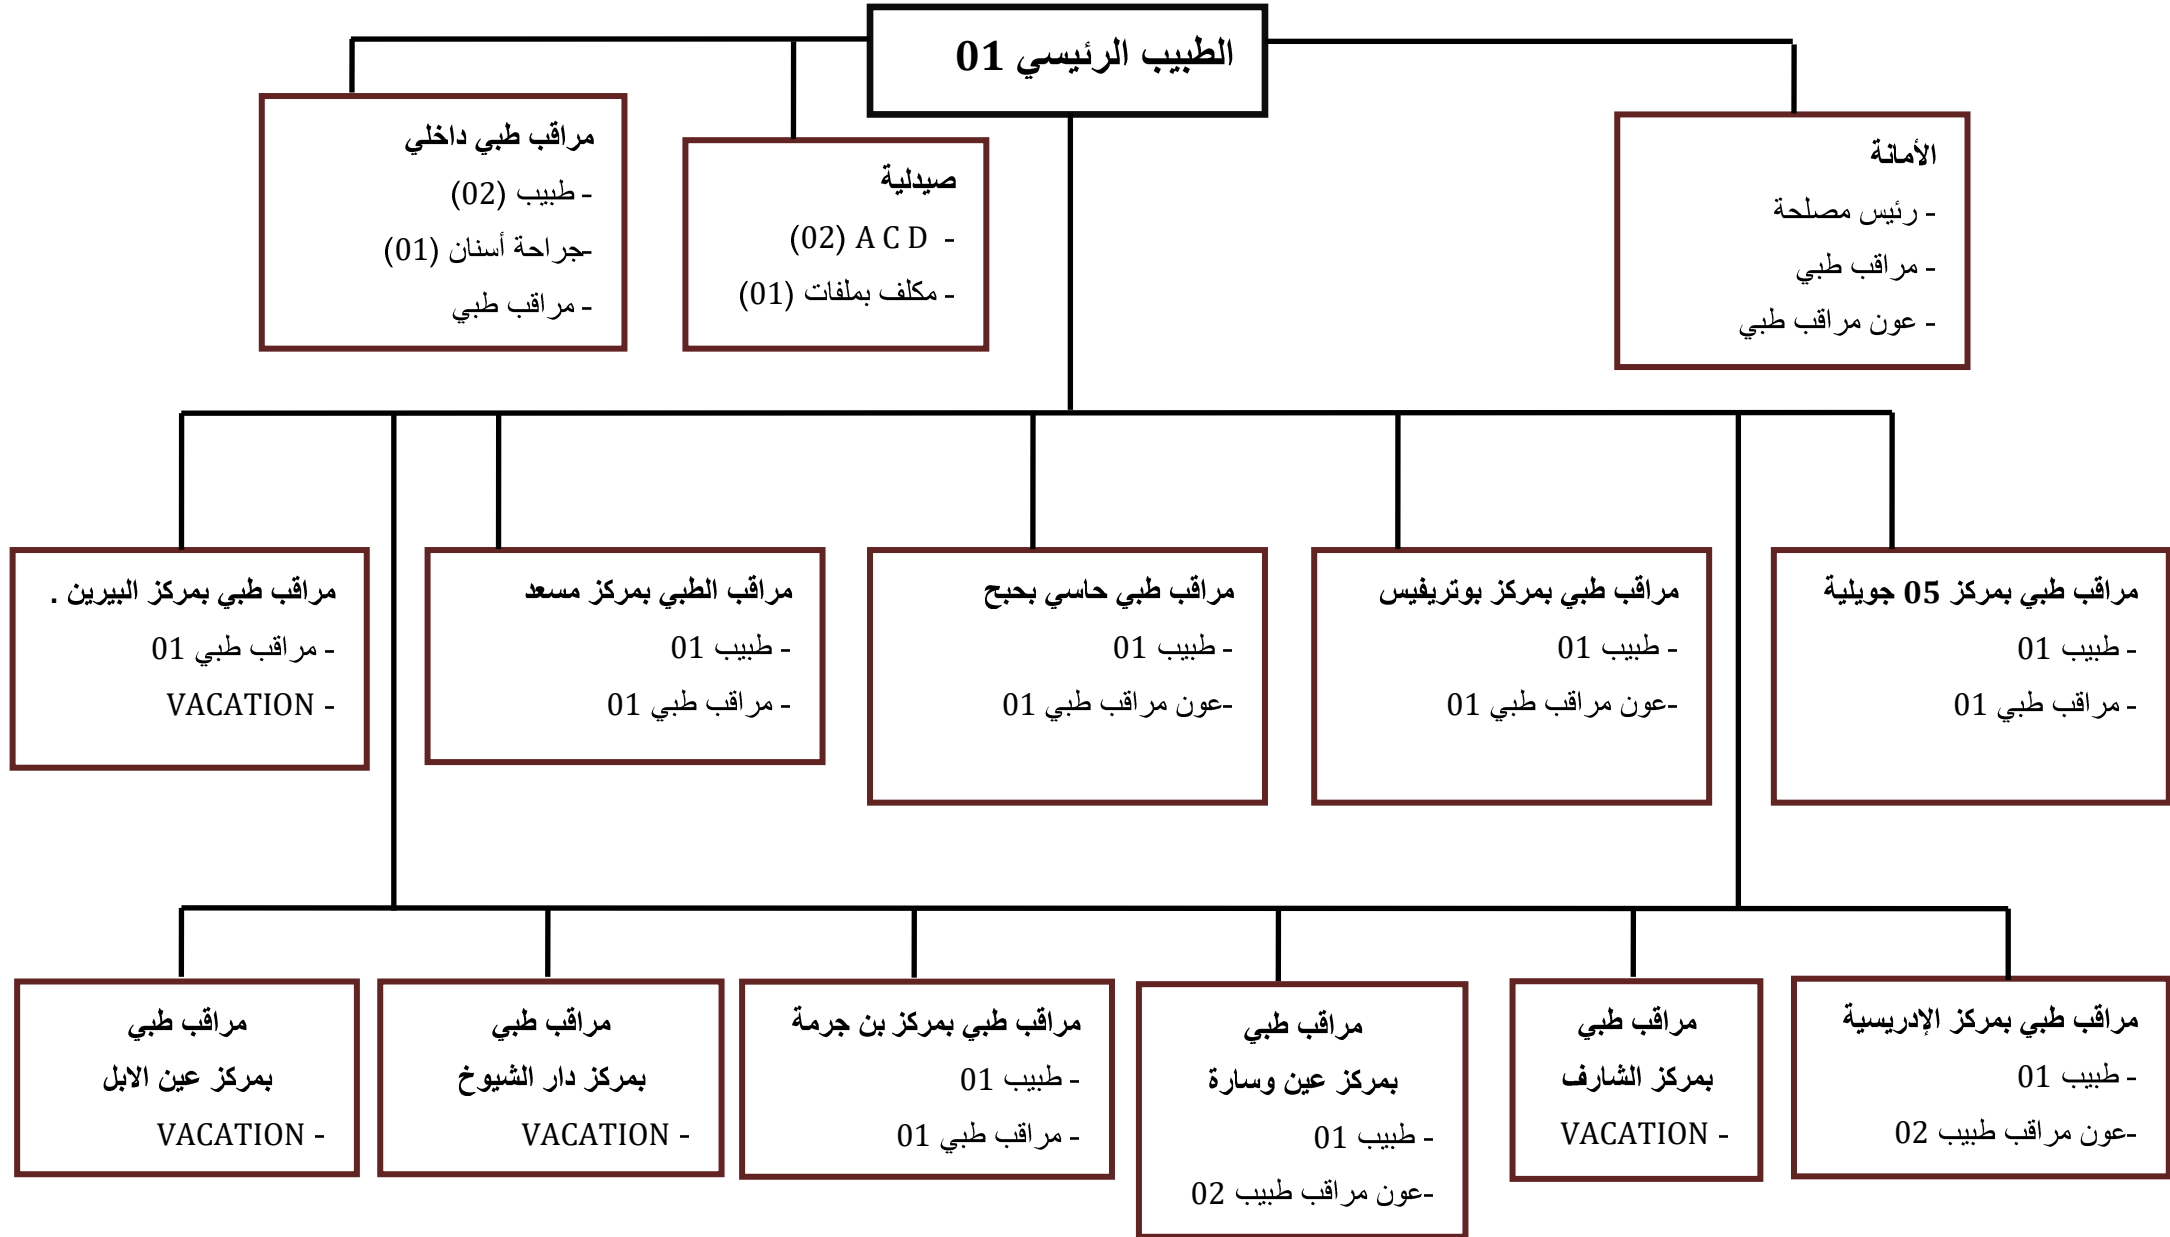 الطبيب الرئيسي 01
الأمانة
- رئيس مصلحة
- مراقب طبي
- عون مراقب طبي
صيدلية
- A C D (02)
- مكلف بملفات (01)
مراقب طبي داخلي
- طبيب (02)
-جراحة أسنان (01)
- مراقب طبي
مراقب طبي بمركز 05 جويلية
- طبيب 01
- مراقب طبي 01
مراقب طبي بمركز بوتريفيس
- طبيب 01
-عون مراقب طبي 01
مراقب طبي حاسي بحبح
- طبيب 01
-عون مراقب طبي 01
مراقب الطبي بمركز مسعد
- طبيب 01
- مراقب طبي 01
مراقب طبي بمركز البيرين .
- مراقب طبي 01
- VACATION
مراقب طبي بمركز الإدريسية
- طبيب 01
-عون مراقب طبيب 02
مراقب طبي
بمركز الشارف
- VACATION
مراقب طبي
بمركز عين وسارة
- طبيب 01
-عون مراقب طبيب 02
مراقب طبي بمركز بن جرمة
- طبيب 01
- مراقب طبي 01
مراقب طبي
بمركز دار الشيوخ
- VACATION
مراقب طبي
بمركز عين الابل
- VACATION